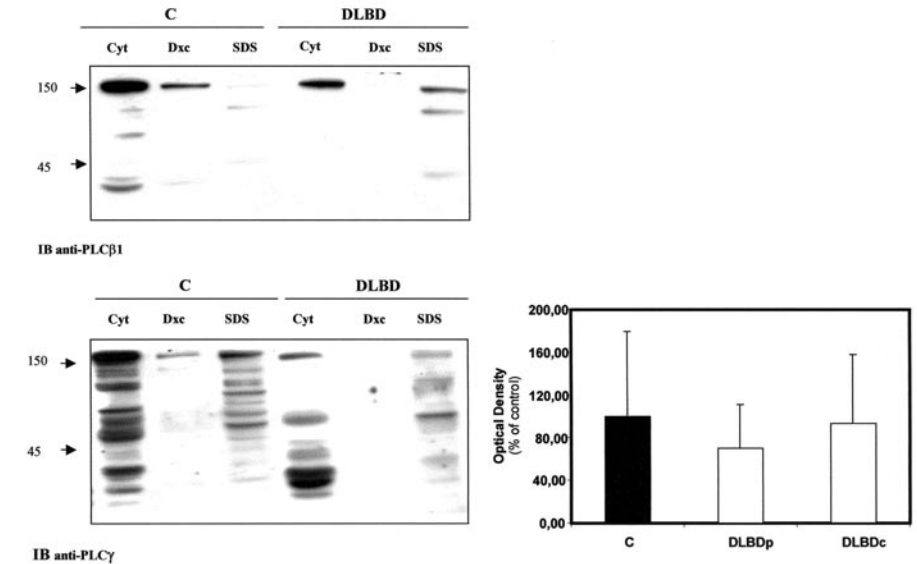 C DLBD
Cyt Dxc SDS Cyt Dxc SDS
150
45
IB anti-PLCβ1
C DLBD
Cyt Dxc SDS Cyt Dxc SDS
150
45
IB anti-PLCγ
200,00
160,00
120,00
80,00
40,00
0,00
Optical Density
(% of control)
C DLBDp DLBDc